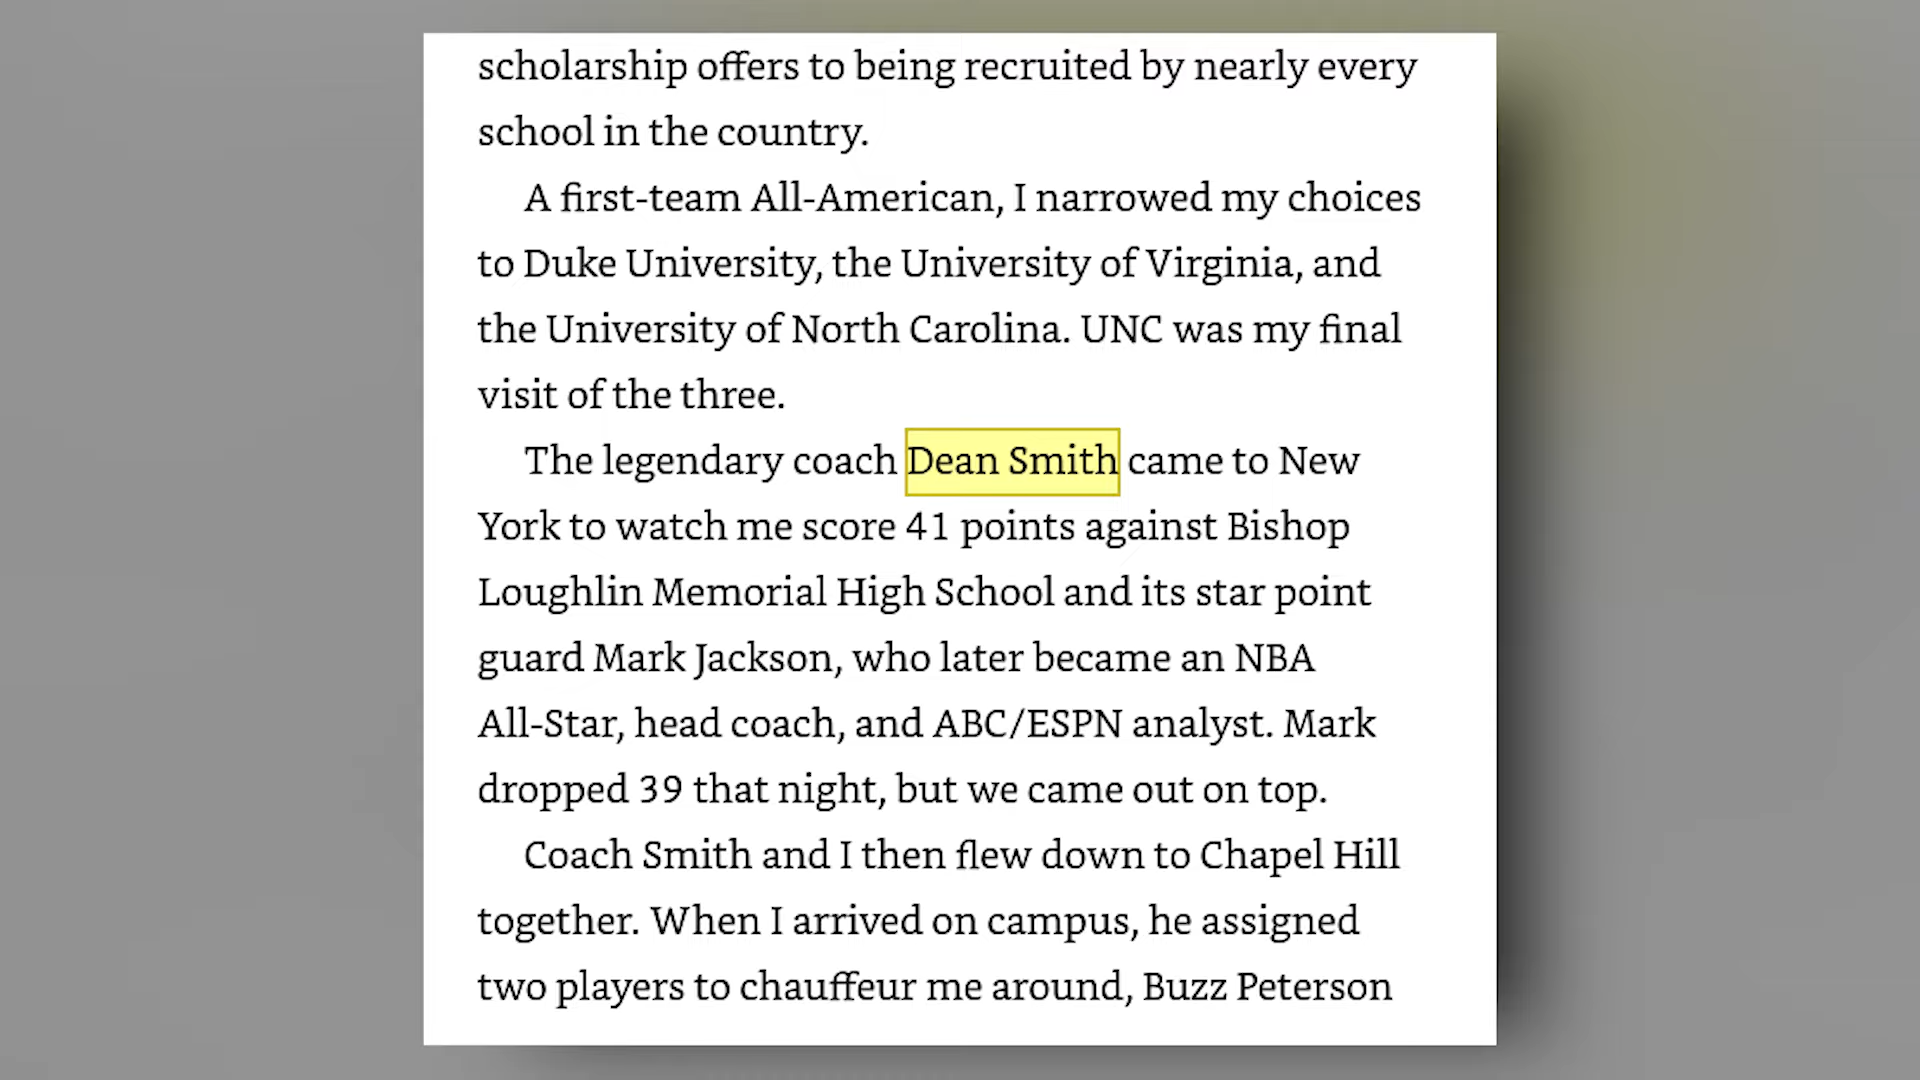 scholarship offers to being recruited by nearly every
school in the country.
A first-team All-American, I narrowed my choices
to Duke University, the University of Virginia, and
the University of North Carolina. UNC was my final
visit of the three.
The legendary coach Dean Smith came to New
York to watch me score 41 points against Bishop
Loughlin Memorial High School and its star point
guard Mark Jackson, who later became an NBA
All-Star, head coach, and ABC/ESPN analyst. Mark
dropped 39 that night, but we came out on top.
Coach Smith and I then flew down to Chapel Hill
together. When I arrived on campus, he assigned
two players to chauffeur me around, Buzz Peterson